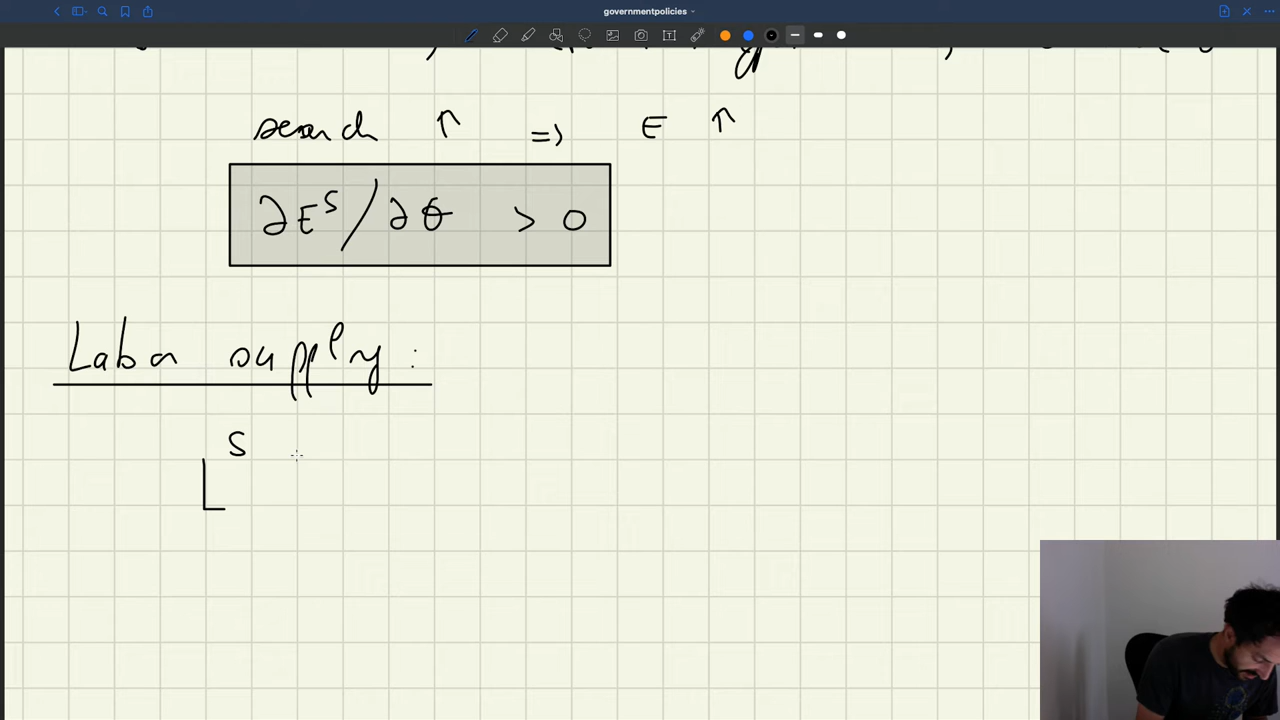 governmentpolicies
search ↑ => E ↑
∂E^S/∂θ > 0
Labor supply :
L^S